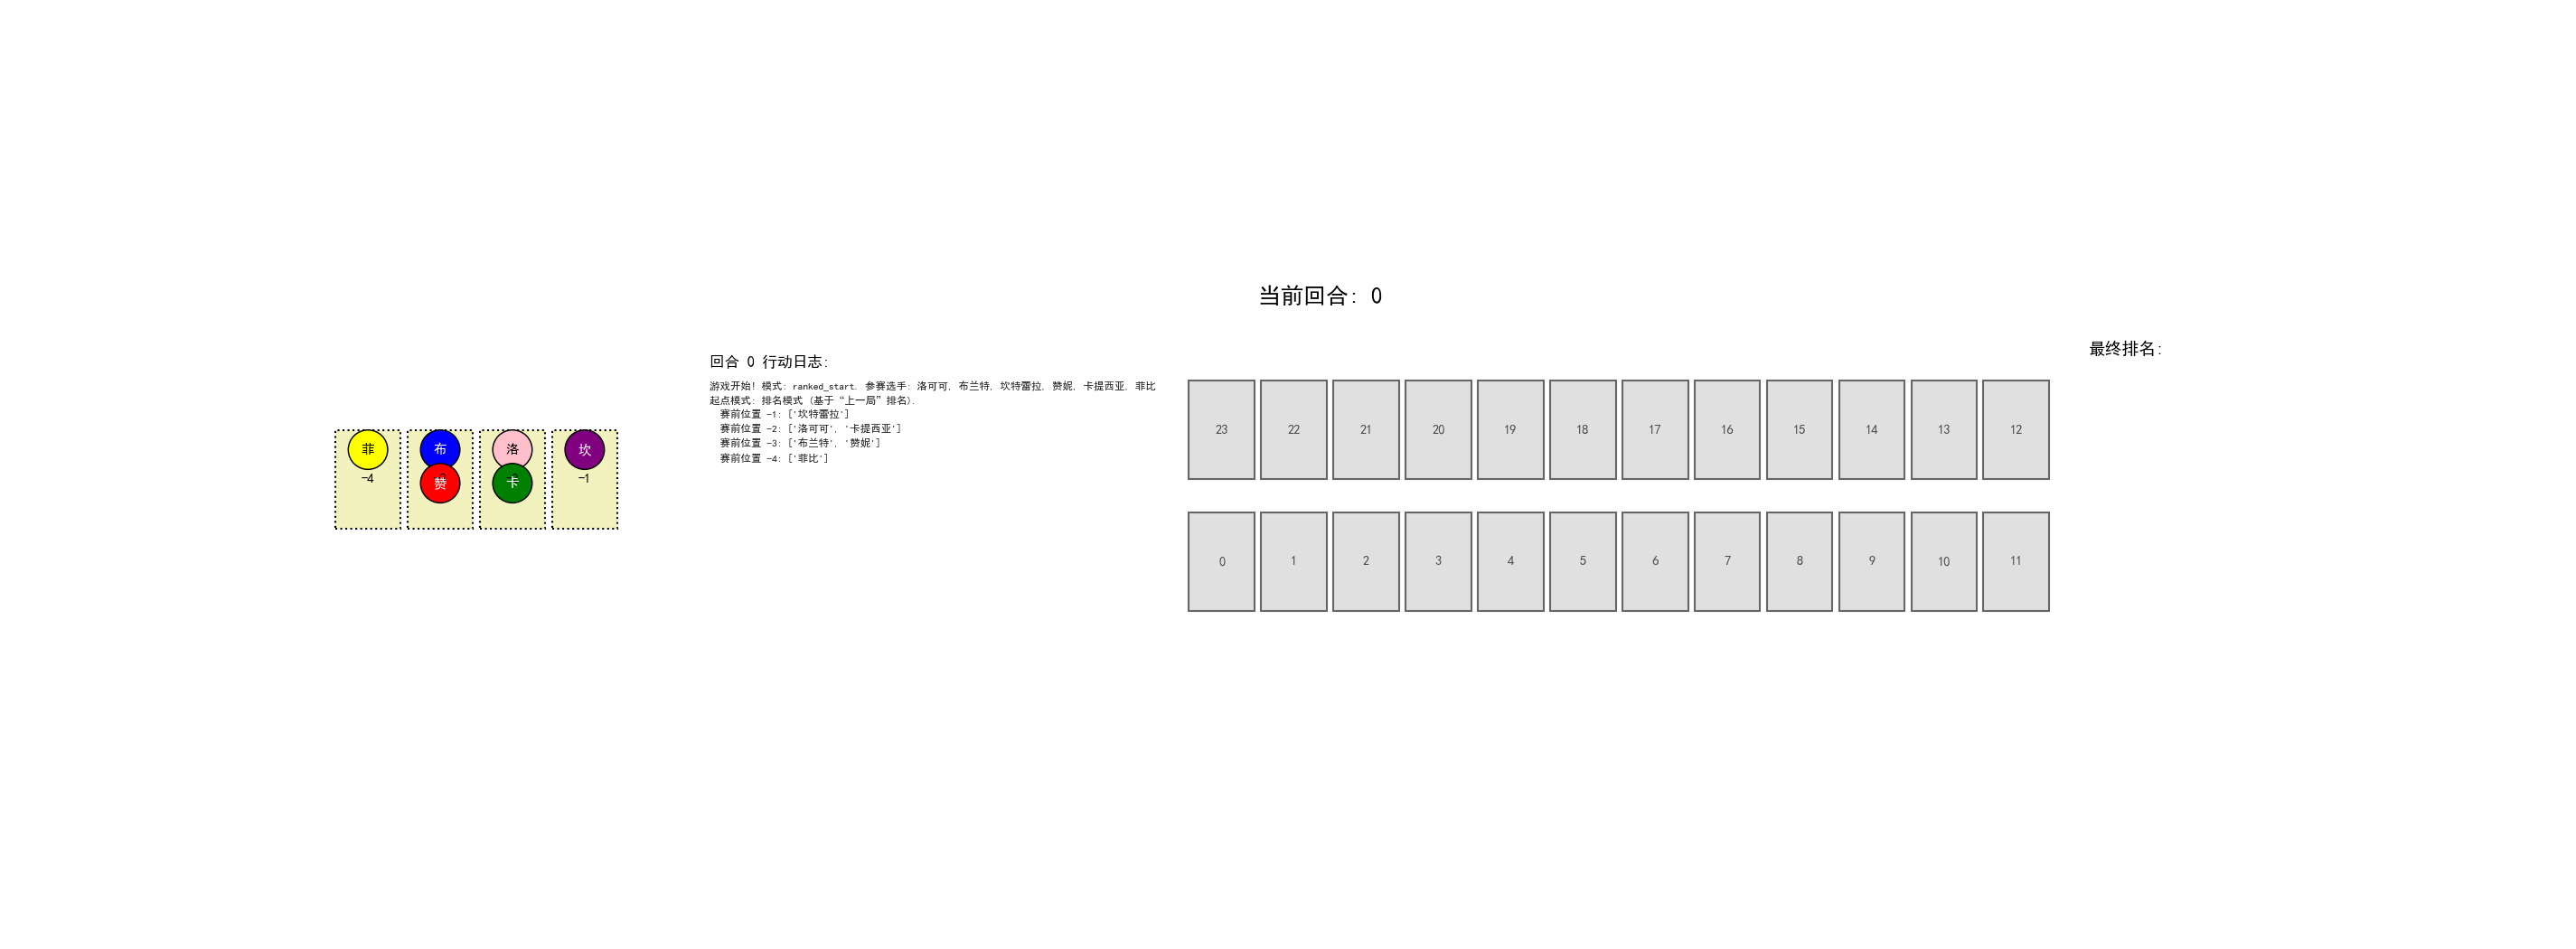 当前回合: 0
最终排名:
回合 0 行动日志:
游戏开始! 模式: ranked_start. 参赛选手: 洛可可, 布兰特, 坎特蕾拉, 赞妮, 卡提西亚, 菲比
起点模式: 排名模式 (基于“上一局”排名).
赛前位置 -1: ['坎特蕾拉']
赛前位置 -2: ['洛可可', '卡提西亚']
赛前位置 -3: ['布兰特', '赞妮']
赛前位置 -4: ['菲比']
菲 布 洛 坎
-4 赞 卡 -1
23 22 21 20 19 18 17 16 15 14 13 12
0 1 2 3 4 5 6 7 8 9 10 11